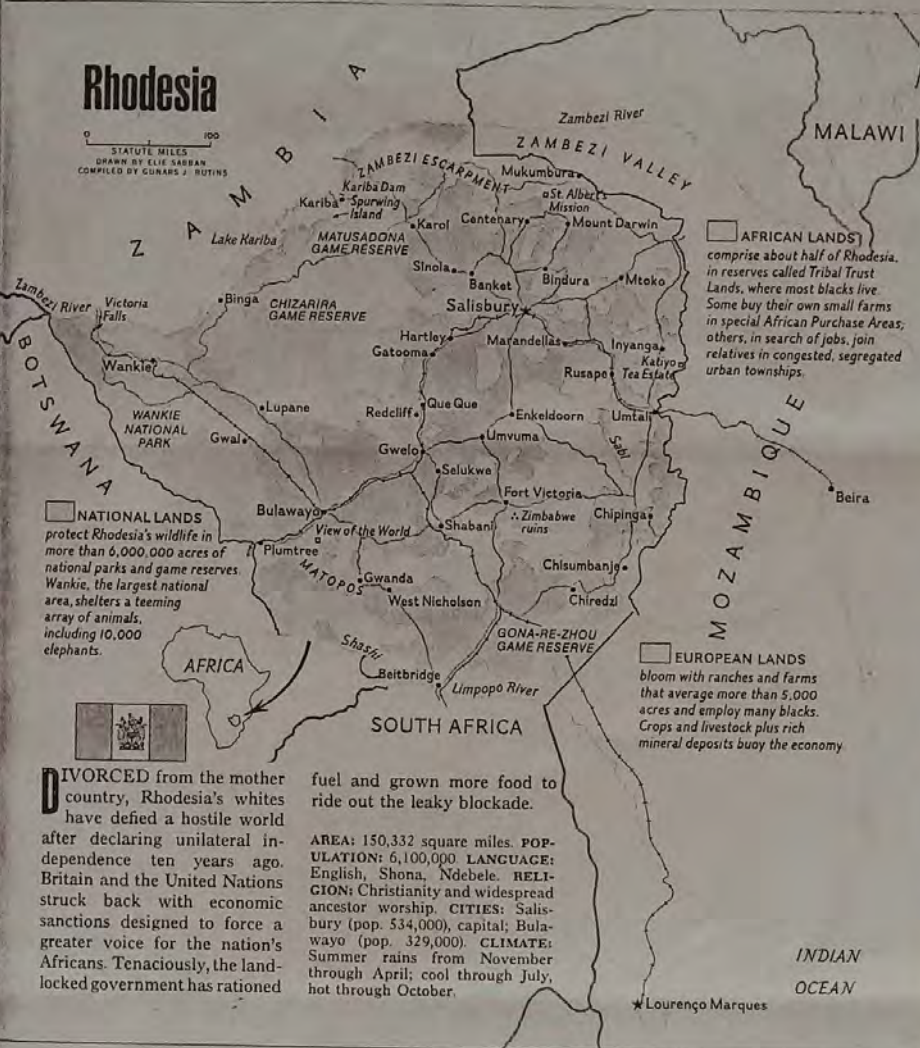 Rhodesia
0 100
STATUTE MILES
DRAWN BY ELIE SABBAN
COMPILED BY GUNARS J. RUTINS
ZAMBIA
Zambezi River
ZAMBEZI VALLEY
MALAWI
ZAMBEZI ESCARPMENT
Mukumbura
Kariba Dam
Kariba
Spurwing
Island
St. Albert's
Mission
Centenary
Mount Darwin
Karoi
Lake Kariba
MATUSADONA
GAME RESERVE
Sinoia
Banket
Bindura
Mtoko
Zambezi River
Victoria
Falls
Binga
CHIZARIRA
GAME RESERVE
Salisbury
Hartley
Gatooma
Marandellas
Inyanga
Katiyo
Tea Estate
Rusape
BOTSWANA
Wankie
WANKIE
NATIONAL
PARK
Lupane
Gwai
Redcliff
Que Que
Enkeldoorn
Umtali
Gwelo
Umvuma
Sabi
Selukwe
MOZAMBIQUE
Beira
Bulawayo
Fort Victoria
Zimbabwe
ruins
Chipinga
View of the World
Shabani
Plumtree
MATOPOS
Gwanda
West Nicholson
Chisumbanje
Chiredzi
GONA-RE-ZHOU
GAME RESERVE
Shashi
Beitbridge
Limpopo River
SOUTH AFRICA
AFRICA
AFRICAN LANDS
comprise about half of Rhodesia,
in reserves called Tribal Trust
Lands, where most blacks live.
Some buy their own small farms
in special African Purchase Areas;
others, in search of jobs, join
relatives in congested, segregated
urban townships.
NATIONAL LANDS
protect Rhodesia's wildlife in
more than 6,000,000 acres of
national parks and game reserves.
Wankie, the largest national
area, shelters a teeming
array of animals,
including 10,000
elephants.
EUROPEAN LANDS
bloom with ranches and farms
that average more than 5,000
acres and employ many blacks.
Crops and livestock plus rich
mineral deposits buoy the economy
DIVORCED from the mother
country, Rhodesia's whites
have defied a hostile world
after declaring unilateral in-
dependence ten years ago.
Britain and the United Nations
struck back with economic
sanctions designed to force a
greater voice for the nation's
Africans. Tenaciously, the land-
locked government has rationed
fuel and grown more food to
ride out the leaky blockade.
AREA: 150,332 square miles. POP-
ULATION: 6,100,000. LANGUAGE:
English, Shona, Ndebele. RELI-
GION: Christianity and widespread
ancestor worship. CITIES: Salis-
bury (pop. 534,000), capital; Bula-
wayo (pop. 329,000). CLIMATE:
Summer rains from November
through April; cool through July,
hot through October.
INDIAN
OCEAN
Lourenço Marques